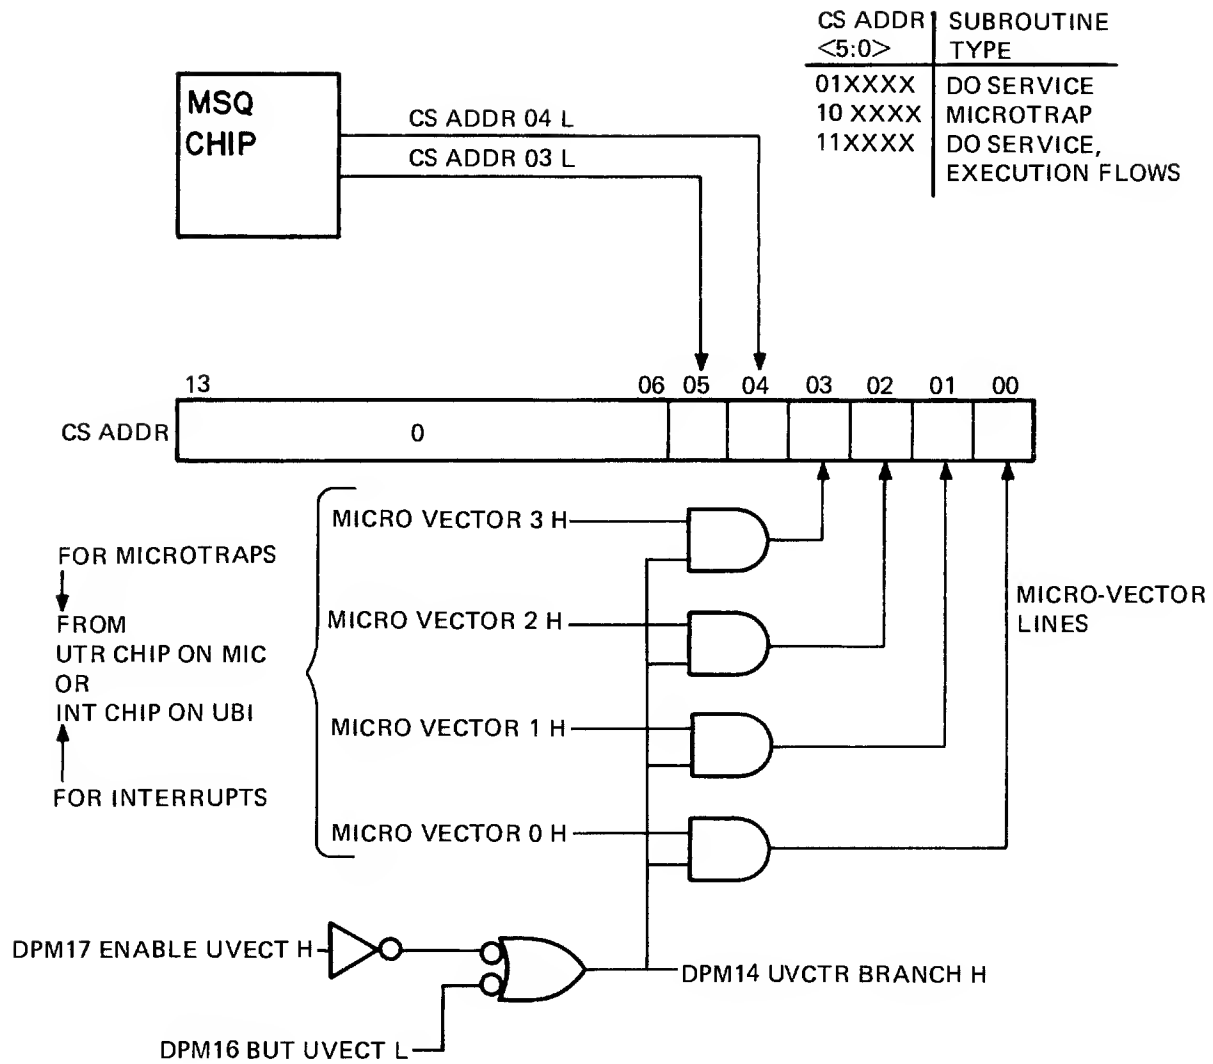 CS ADDR SUBROUTINE
<5:0> TYPE
01XXXX DO SERVICE
10 XXXX MICROTRAP
11XXXX DO SERVICE,
EXECUTION FLOWS
MSQ
CHIP
CS ADDR 04 L
CS ADDR 03 L
13 06 05 04 03 02 01 00
CS ADDR 0
MICRO VECTOR 3 H
FOR MICROTRAPS
FROM
UTR CHIP ON MIC
OR
INT CHIP ON UBI
FOR INTERRUPTS
MICRO VECTOR 2 H
MICRO VECTOR 1 H
MICRO VECTOR 0 H
MICRO-VECTOR
LINES
DPM17 ENABLE UVECT H
DPM14 UVCTR BRANCH H
DPM16 BUT UVECT L